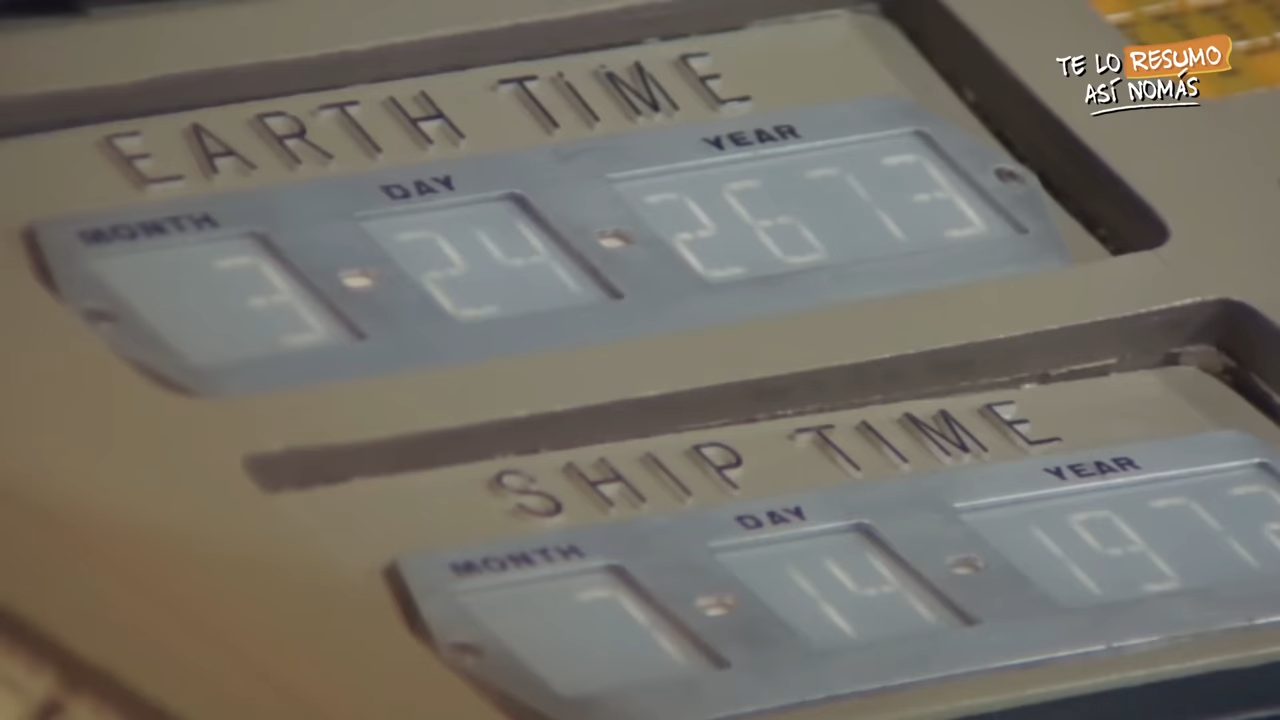 TE LO RESUMO
ASÍ NOMÁS
EARTH TIME
MONTH DAY YEAR
3 24 2673
SHIP TIME
MONTH DAY YEAR
7 14 197